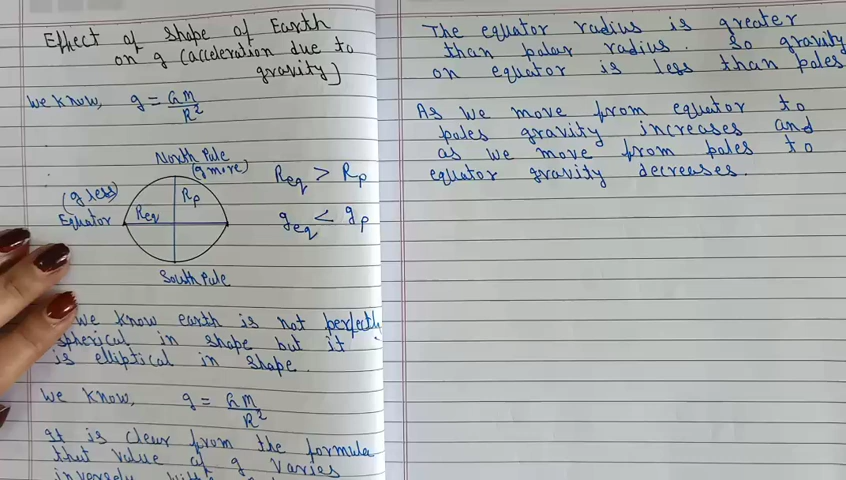 Effect of Shape of Earth
on g (acceleration due to
gravity)
We know, g = GM/R²
North Pole
(g more)
(g less)
Equator
Req
Rp
South Pole
Req > Rp
geq < gp
We know earth is not perfectly
spherical in shape but it
is elliptical in shape.
We know, g = GM/R²
It is clear from the formula
that value of g varies
inversely
The equator radius is greater
than polar radius. So gravity
on equator is less than poles
As we move from equator to
poles gravity increases and
as we move from poles to
equator gravity decreases.